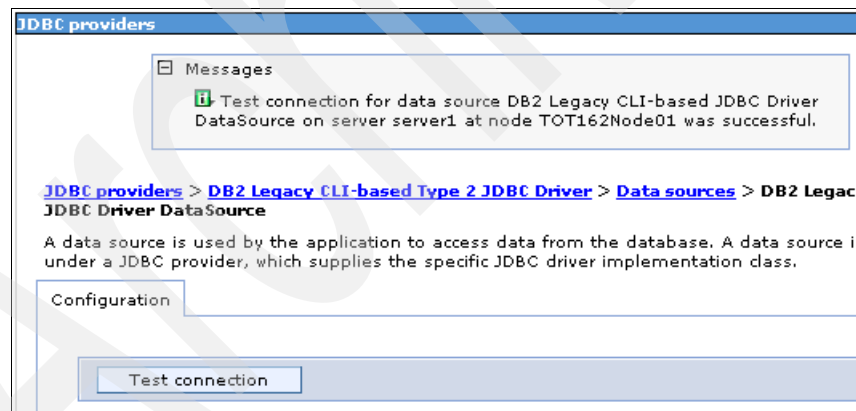 JDBC providers
Messages
Test connection for data source DB2 Legacy CLI-based JDBC Driver
DataSource on server server1 at node TOT162Node01 was successful.
JDBC providers > DB2 Legacy CLI-based Type 2 JDBC Driver > Data sources > DB2 Legac
JDBC Driver DataSource
A data source is used by the application to access data from the database. A data source i
under a JDBC provider, which supplies the specific JDBC driver implementation class.
Configuration
Test connection